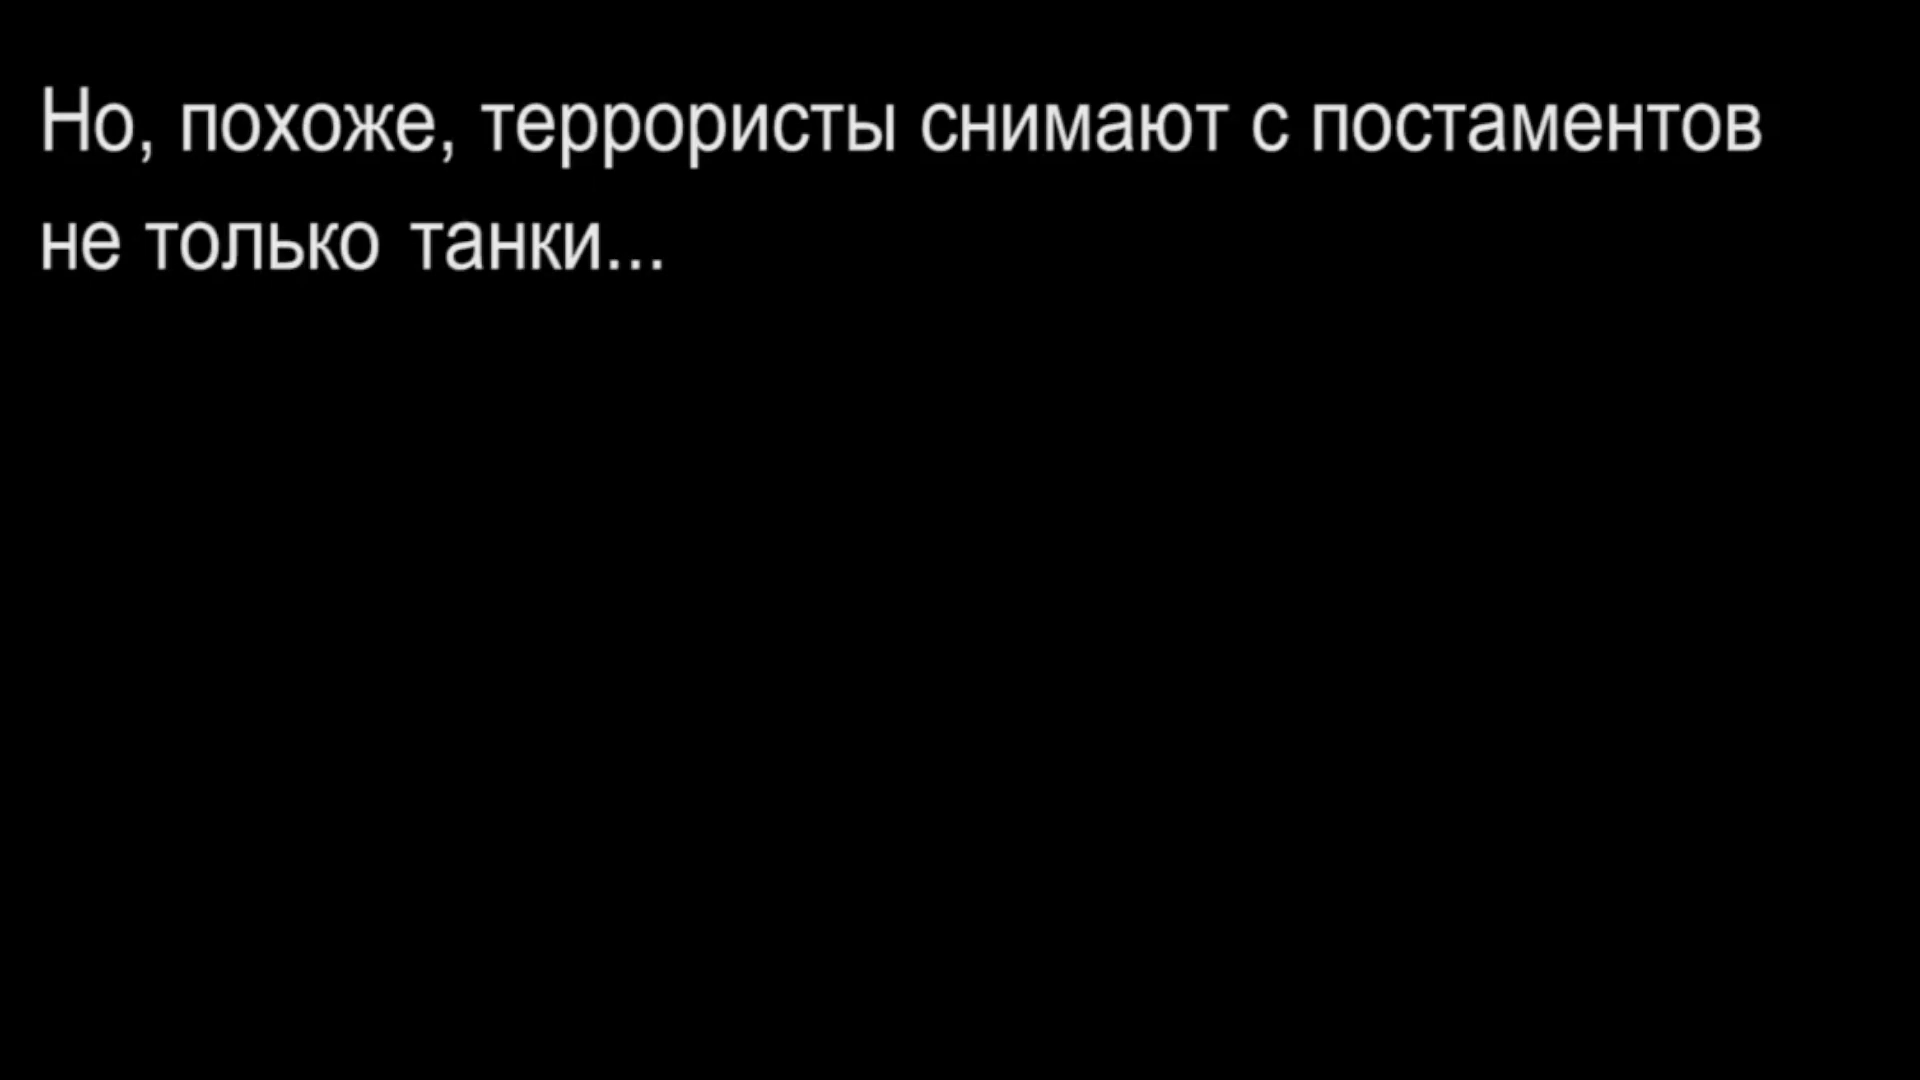 Но, похоже, террористы снимают с постаментов
не только танки...